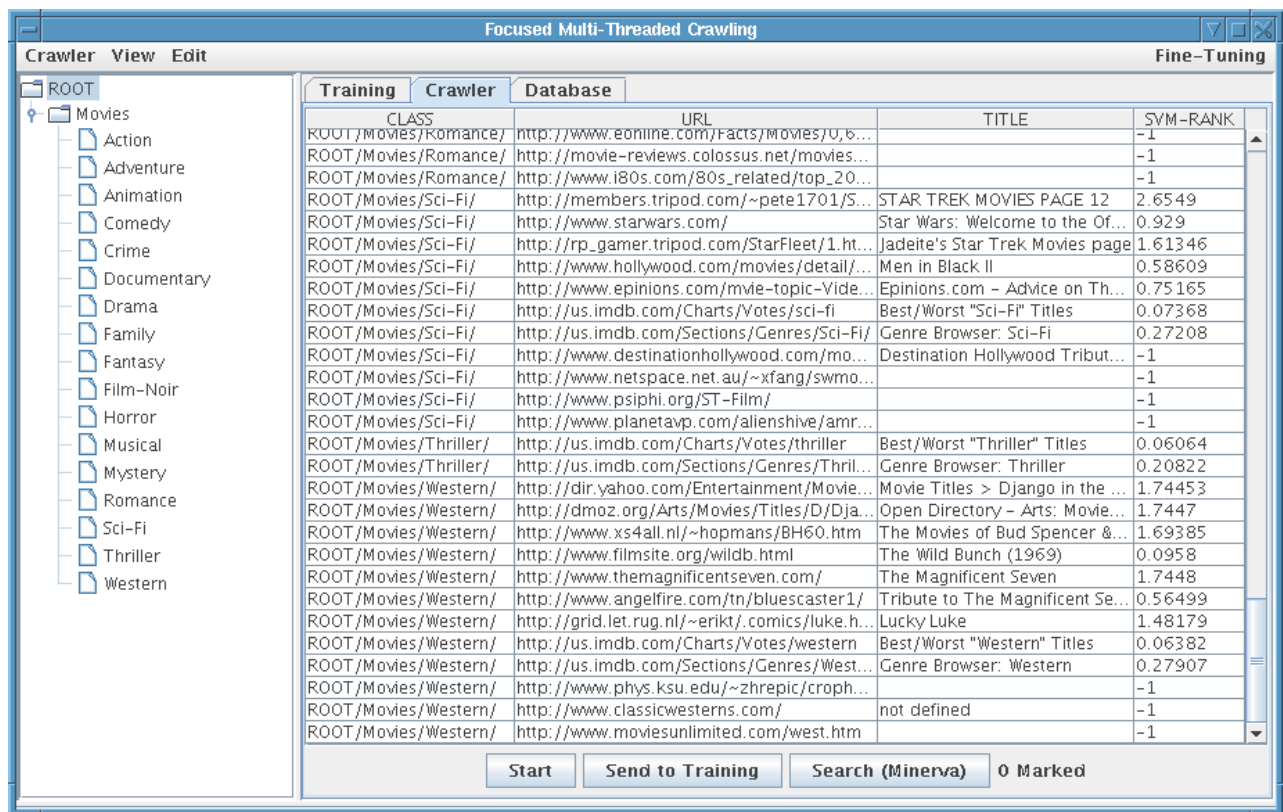 Focused Multi-Threaded Crawling
Crawler View Edit Fine-Tuning
ROOT
Movies
Action
Adventure
Animation
Comedy
Crime
Documentary
Drama
Family
Fantasy
Film-Noir
Horror
Musical
Mystery
Romance
Sci-Fi
Thriller
Western
Training Crawler Database
CLASS URL TITLE SVM-RANK
ROOT/Movies/Romance/ http://www.eonline.com/Facts/Movies/0,6... -1
ROOT/Movies/Romance/ http://movie-reviews.colossus.net/movies... -1
ROOT/Movies/Romance/ http://www.i80s.com/80s_related/top_20... -1
ROOT/Movies/Sci-Fi/ http://members.tripod.com/~pete1701/S... STAR TREK MOVIES PAGE 12 2.6549
ROOT/Movies/Sci-Fi/ http://www.starwars.com/ Star Wars: Welcome to the Of... 0.929
ROOT/Movies/Sci-Fi/ http://rp_gamer.tripod.com/StarFleet/1.ht... Jadeite's Star Trek Movies page 1.61346
ROOT/Movies/Sci-Fi/ http://www.hollywood.com/movies/detail/... Men in Black II 0.58609
ROOT/Movies/Sci-Fi/ http://www.epinions.com/mvie-topic-Vide... Epinions.com - Advice on Th... 0.75165
ROOT/Movies/Sci-Fi/ http://us.imdb.com/Charts/Votes/sci-fi Best/Worst "Sci-Fi" Titles 0.07368
ROOT/Movies/Sci-Fi/ http://us.imdb.com/Sections/Genres/Sci-Fi/ Genre Browser: Sci-Fi 0.27208
ROOT/Movies/Sci-Fi/ http://www.destinationhollywood.com/mo... Destination Hollywood Tribut... -1
ROOT/Movies/Sci-Fi/ http://www.netspace.net.au/~xfang/swmo... -1
ROOT/Movies/Sci-Fi/ http://www.psiphi.org/ST-Film/ -1
ROOT/Movies/Sci-Fi/ http://www.planetavp.com/alienshive/amr... -1
ROOT/Movies/Thriller/ http://us.imdb.com/Charts/Votes/thriller Best/Worst "Thriller" Titles 0.06064
ROOT/Movies/Thriller/ http://us.imdb.com/Sections/Genres/Thril... Genre Browser: Thriller 0.20822
ROOT/Movies/Western/ http://dir.yahoo.com/Entertainment/Movie... Movie Titles > Django in the ... 1.74453
ROOT/Movies/Western/ http://dmoz.org/Arts/Movies/Titles/D/Dja... Open Directory - Arts: Movie... 1.7447
ROOT/Movies/Western/ http://www.xs4all.nl/~hopmans/BH60.htm The Movies of Bud Spencer &... 1.69385
ROOT/Movies/Western/ http://www.filmsite.org/wildb.html The Wild Bunch (1969) 0.0958
ROOT/Movies/Western/ http://www.themagnificentseven.com/ The Magnificent Seven 1.7448
ROOT/Movies/Western/ http://www.angelfire.com/tn/bluescaster1/ Tribute to The Magnificent Se... 0.56499
ROOT/Movies/Western/ http://grid.let.rug.nl/~erikt/.comics/luke.h... Lucky Luke 1.48179
ROOT/Movies/Western/ http://us.imdb.com/Charts/Votes/western Best/Worst "Western" Titles 0.06382
ROOT/Movies/Western/ http://us.imdb.com/Sections/Genres/West... Genre Browser: Western 0.27907
ROOT/Movies/Western/ http://www.phys.ksu.edu/~zhrepic/croph... -1
ROOT/Movies/Western/ http://www.classicwesterns.com/ not defined -1
ROOT/Movies/Western/ http://www.moviesunlimited.com/west.htm -1
Start Send to Training Search (Minerva) 0 Marked